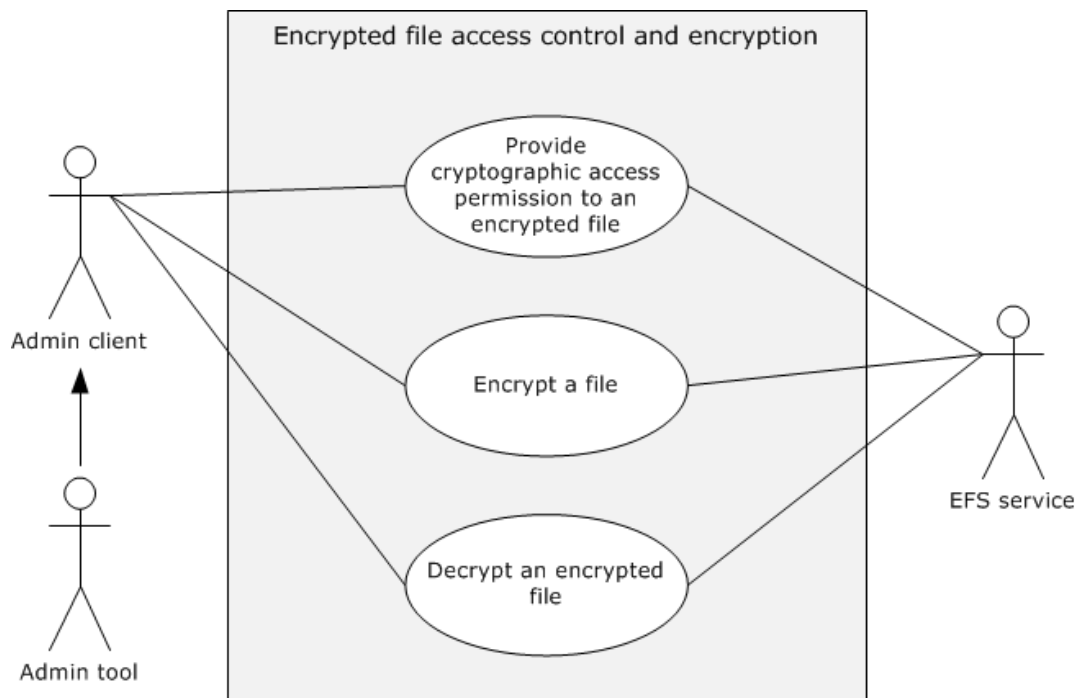 Encrypted file access control and encryption
Provide
cryptographic access
permission to an
encrypted file
Admin client
Encrypt a file
EFS service
Decrypt an encrypted
file
Admin tool